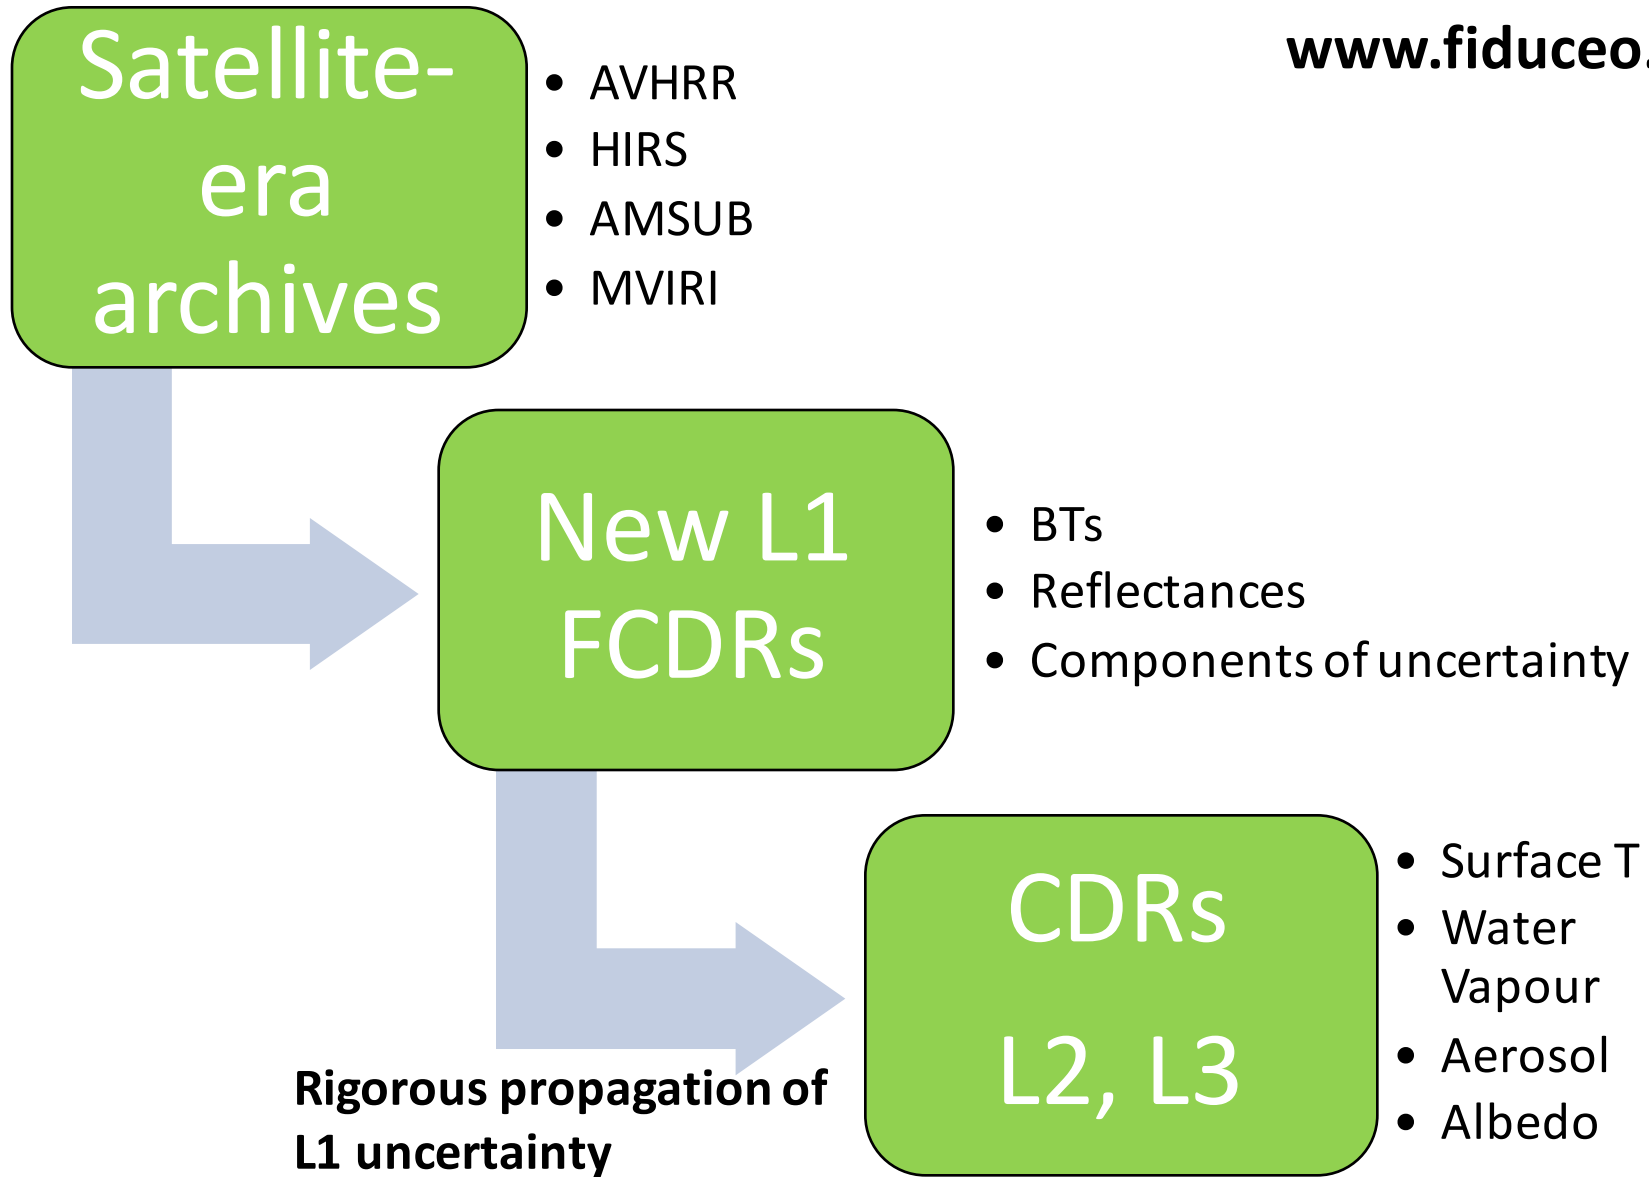 www.fiduceo.
Satellite-
era
archives
• AVHRR
• HIRS
• AMSUB
• MVIRI
New L1
FCDRs
• BTs
• Reflectances
• Components of uncertainty
CDRs
L2, L3
• Surface T
• Water
Vapour
• Aerosol
• Albedo
Rigorous propagation of
L1 uncertainty